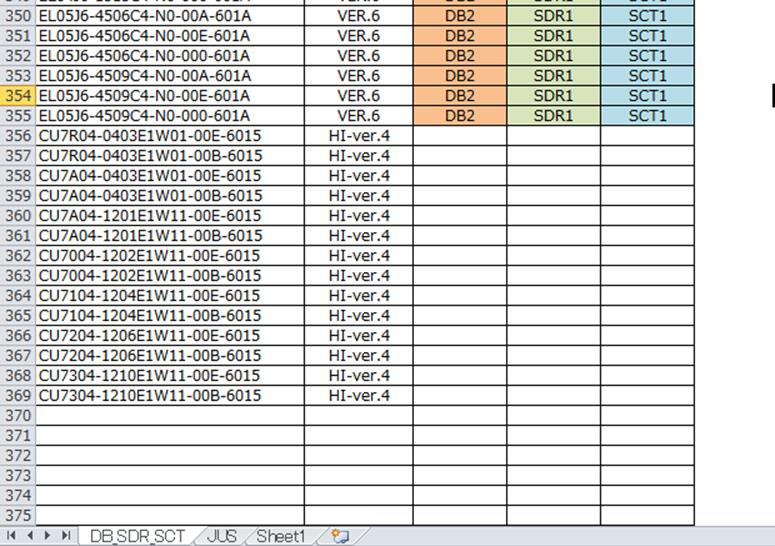 350 EL05J6-4506C4-N0-00A-601A VER.6 DB2 SDR1 SCT1
351 EL05J6-4506C4-N0-00E-601A VER.6 DB2 SDR1 SCT1
352 EL05J6-4506C4-N0-000-601A VER.6 DB2 SDR1 SCT1
353 EL05J6-4509C4-N0-00A-601A VER.6 DB2 SDR1 SCT1
354 EL05J6-4509C4-N0-00E-601A VER.6 DB2 SDR1 SCT1
355 EL05J6-4509C4-N0-000-601A VER.6 DB2 SDR1 SCT1
356 CU7R04-0403E1W01-00E-6015 HI-ver.4
357 CU7R04-0403E1W01-00B-6015 HI-ver.4
358 CU7A04-0403E1W01-00E-6015 HI-ver.4
359 CU7A04-0403E1W01-00B-6015 HI-ver.4
360 CU7A04-1201E1W11-00E-6015 HI-ver.4
361 CU7A04-1201E1W11-00B-6015 HI-ver.4
362 CU7004-1202E1W11-00E-6015 HI-ver.4
363 CU7004-1202E1W11-00B-6015 HI-ver.4
364 CU7104-1204E1W11-00E-6015 HI-ver.4
365 CU7104-1204E1W11-00B-6015 HI-ver.4
366 CU7204-1206E1W11-00E-6015 HI-ver.4
367 CU7204-1206E1W11-00B-6015 HI-ver.4
368 CU7304-1210E1W11-00E-6015 HI-ver.4
369 CU7304-1210E1W11-00B-6015 HI-ver.4
370
371
372
373
374
375
DB_SDR_SCT JUS Sheet1